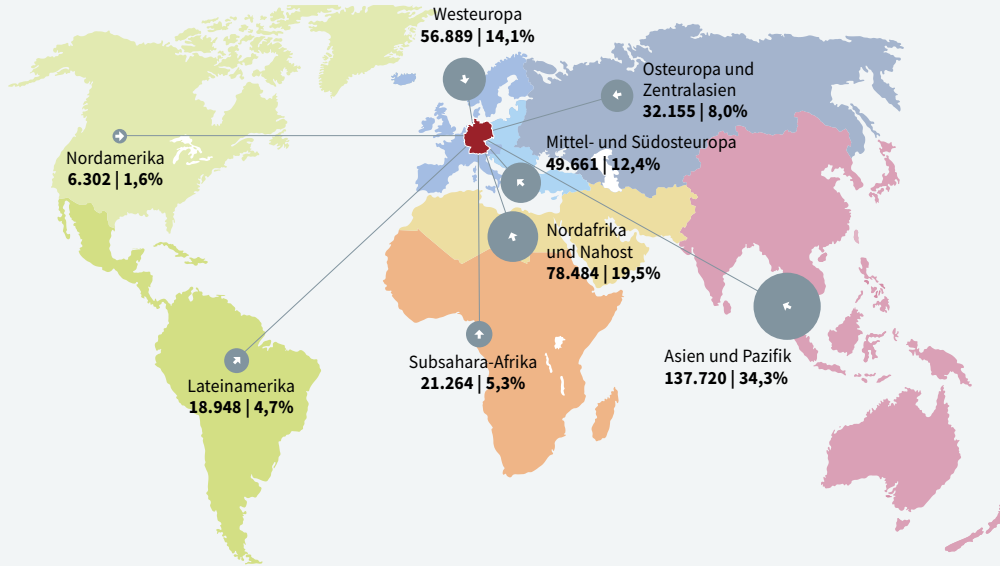 Westeuropa
56.889 | 14,1%
Osteuropa und
Zentralasien
32.155 | 8,0%
Nordamerika
6.302 | 1,6%
Mittel- und Südosteuropa
49.661 | 12,4%
Nordafrika
und Nahost
78.484 | 19,5%
Subsahara-Afrika
21.264 | 5,3%
Asien und Pazifik
137.720 | 34,3%
Lateinamerika
18.948 | 4,7%